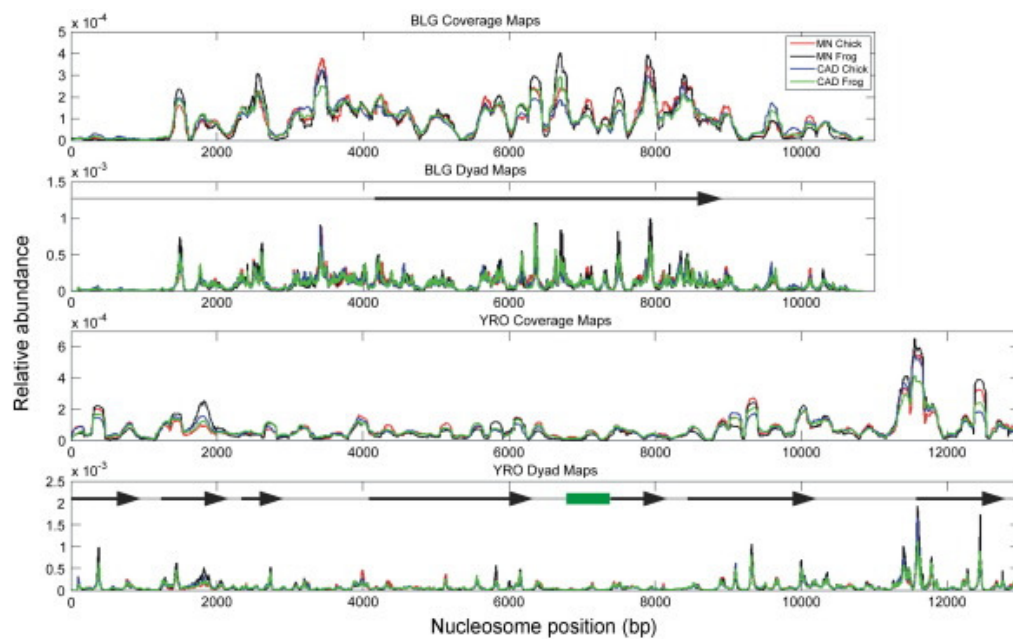 BLG Coverage Maps
x 10⁻⁴
5
4
3
2
1
0
MN Chick
MN Frog
CAD Chick
CAD Frog
0 2000 4000 6000 8000 10000
BLG Dyad Maps
x 10⁻³
1.5
1
0.5
0
0 2000 4000 6000 8000 10000
YRO Coverage Maps
x 10⁻⁴
6
4
2
0
0 2000 4000 6000 8000 10000 12000
YRO Dyad Maps
x 10⁻³
2.5
2
1.5
1
0.5
0
0 2000 4000 6000 8000 10000 12000
Relative abundance
Nucleosome position (bp)